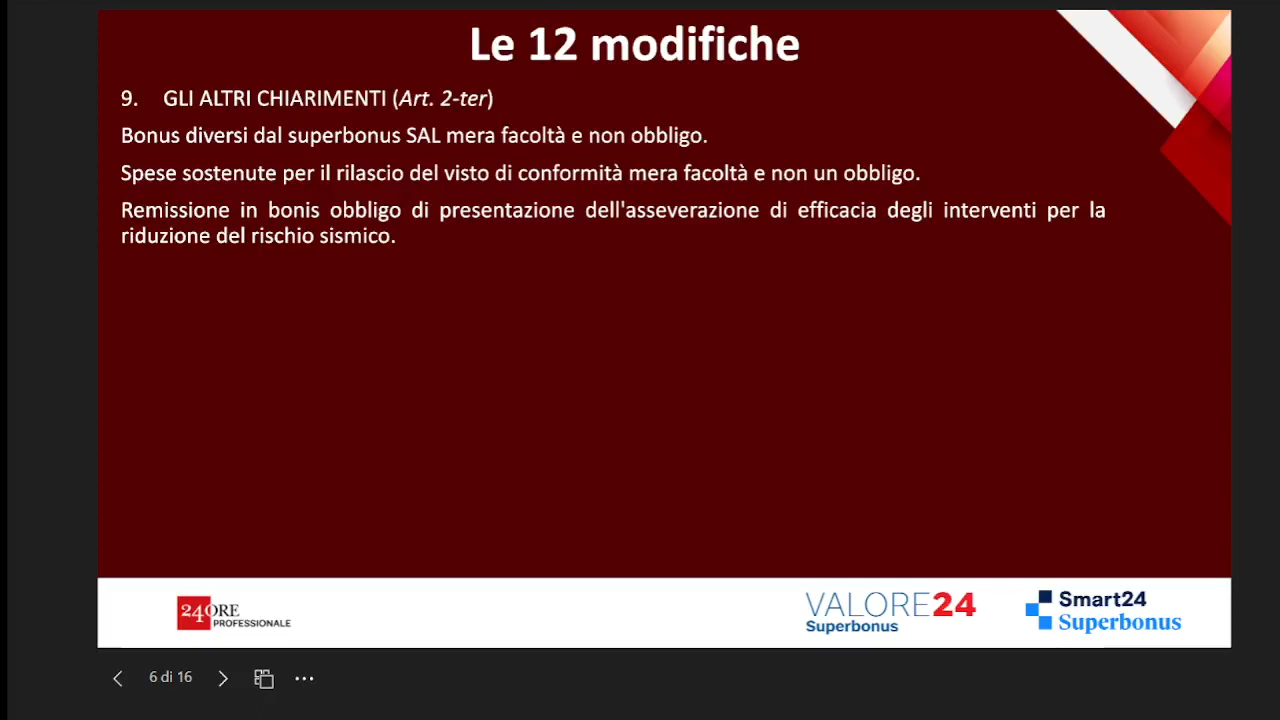 Le 12 modifiche
9. GLI ALTRI CHIARIMENTI (Art. 2-ter)
Bonus diversi dal superbonus SAL mera facoltà e non obbligo.
Spese sostenute per il rilascio del visto di conformità mera facoltà e non un obbligo.
Remissione in bonis obbligo di presentazione dell'asseverazione di efficacia degli interventi per la
riduzione del rischio sismico.
24ORE
PROFESSIONALE
VALORE24
Superbonus
Smart24
Superbonus
6 di 16